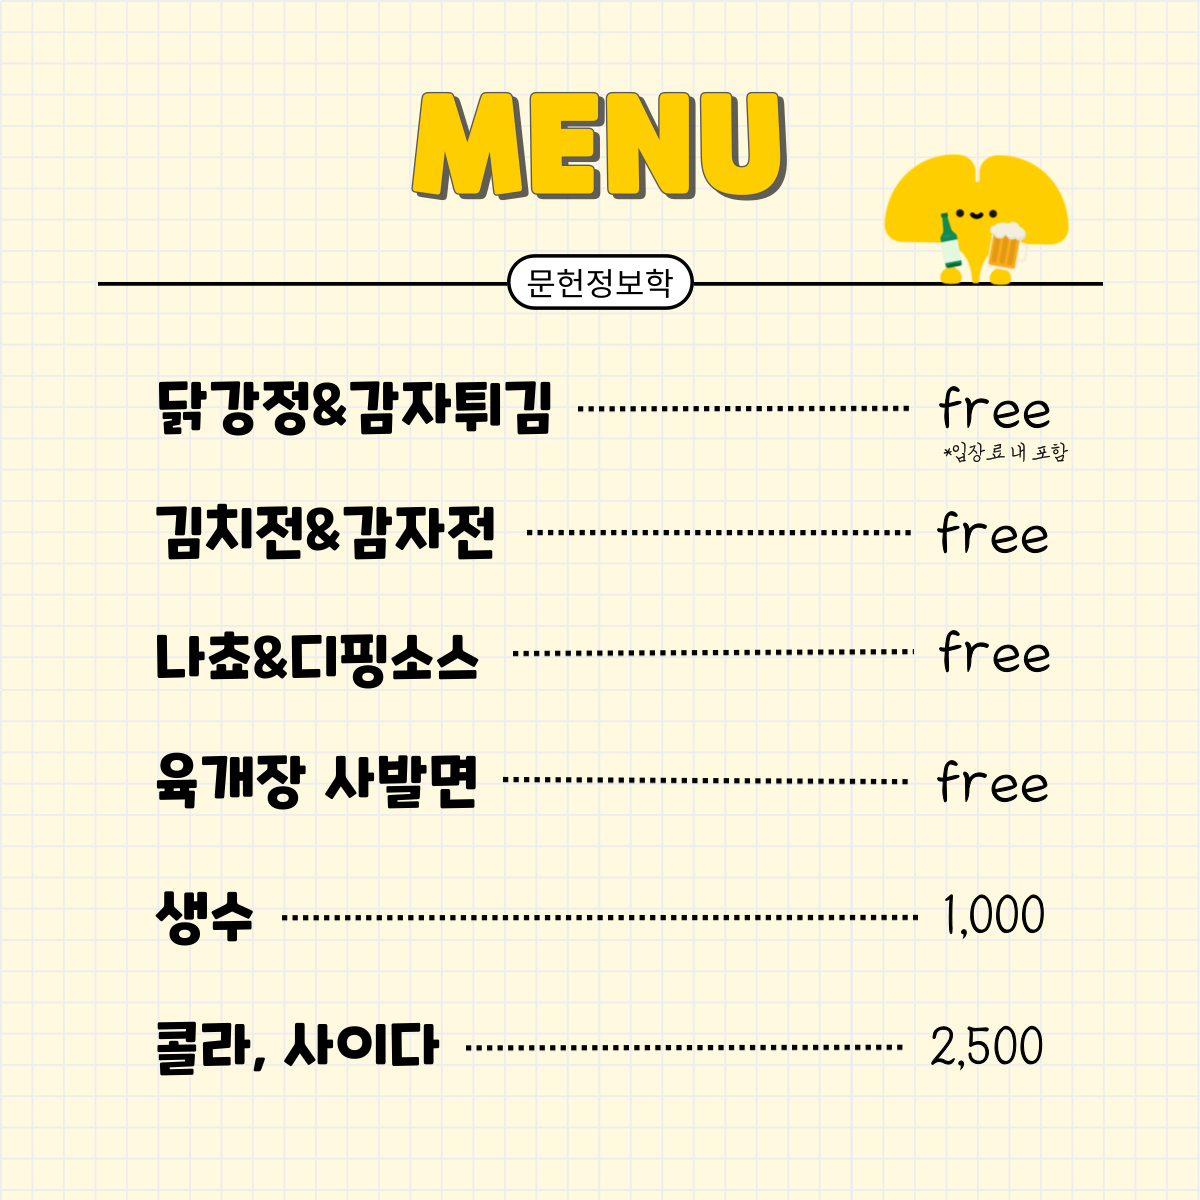 MENU
문헌정보학
닭강정&감자튀김 free
*입장료 내 포함
김치전&감자전 free
나쵸&디핑소스 free
육개장 사발면 free
생수 1,000
콜라, 사이다 2,500